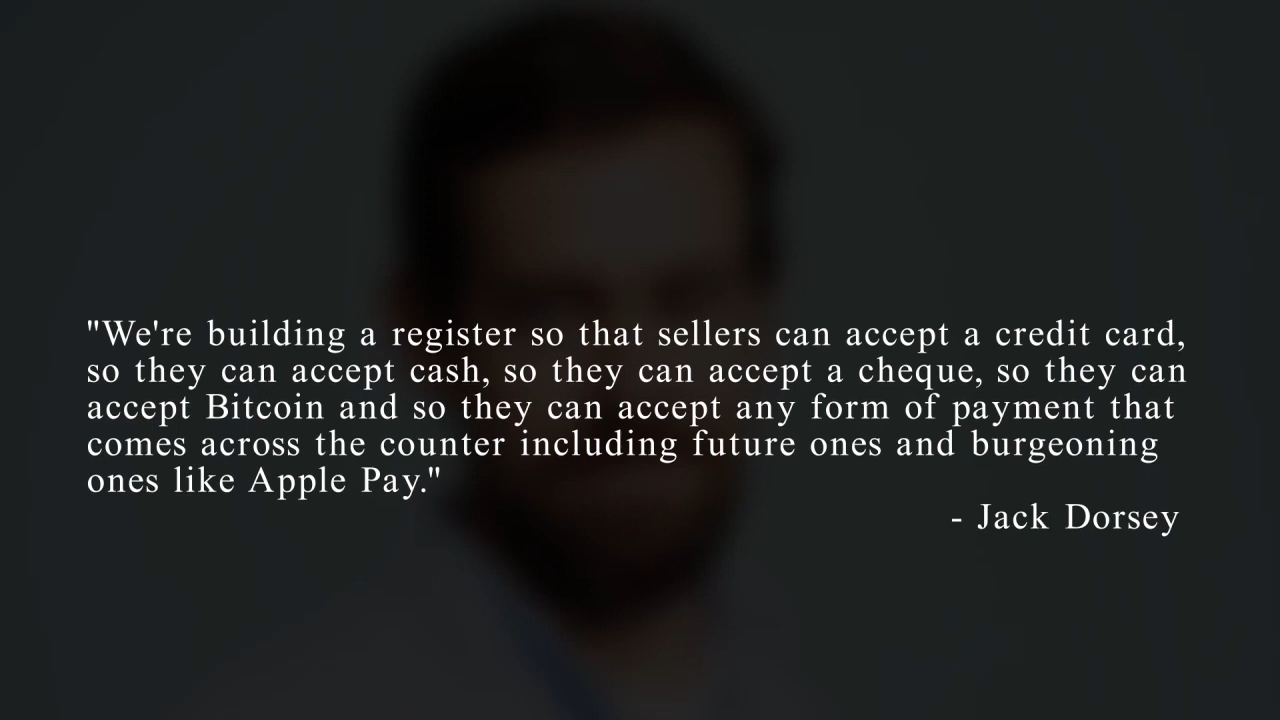 "We're building a register so that sellers can accept a credit card,
so they can accept cash, so they can accept a cheque, so they can
accept Bitcoin and so they can accept any form of payment that
comes across the counter including future ones and burgeoning
ones like Apple Pay."
- Jack Dorsey